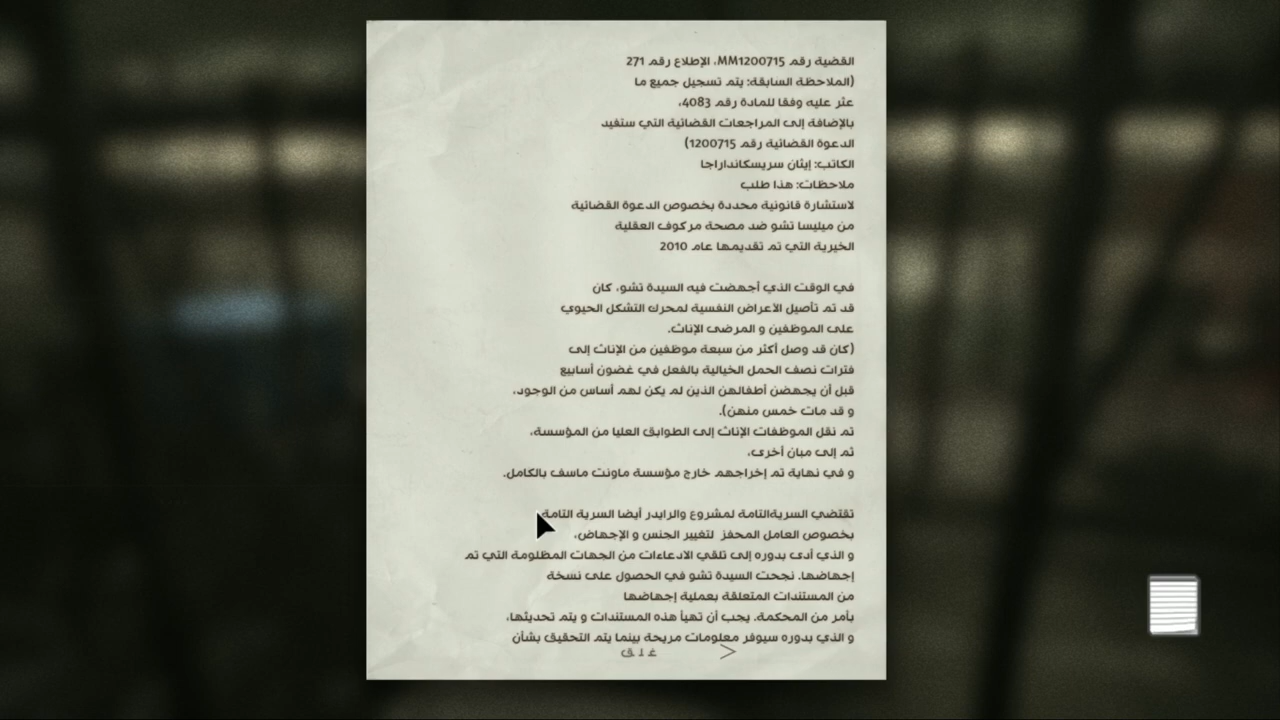 القضية رقم MM1200715، الإطلاع رقم 271
(الملاحظة السابقة: يتم تسجيل جميع ما
عثر عليه وفقا للمادة رقم 4083،
بالإضافة إلى المراجعات القضائية التي ستفيد
الدعوة القضائية رقم 1200715)
الكاتب: إيثان سريسكانداراجا
ملاحظات: هذا طلب
لاستشارة قانونية محددة بخصوص الدعوة القضائية
من ميليسا تشو ضد مصحة مركوف العقلية
الخيرية التي تم تقديمها عام 2010
في الوقت الذي أجهضت فيه السيدة تشو، كان
قد تم تأصيل الأعراض النفسية لمحرك التشكل الحيوي
على الموظفين و المرضى الإناث.
(كان قد وصل أكثر من سبعة موظفين من الإناث إلى
فترات نصف الحمل الخيالية بالفعل في غضون أسابيع
قبل أن يجهضن أطفالهن الذين لم يكن لهم أساس من الوجود،
و قد مات خمس منهن).
تم نقل الموظفات الإناث إلى الطوابق العليا من المؤسسة،
ثم إلى مبان أخرى،
و في نهاية تم إخراجهم خارج مؤسسة ماونت ماسف بالكامل.
تقتضي السريةالتامة لمشروع والرايدر أيضا السرية التامة
بخصوص العامل المحفز لتغيير الجنس و الإجهاض،
و الذي أدى بدوره إلى تلقي الادعاءات من الجهات المظلومة التي تم
إجهاضها. نجحت السيدة تشو في الحصول على نسخة
من المستندات المتعلقة بعملية إجهاضها
بأمر من المحكمة. يجب أن تهيأ هذه المستندات و يتم تحديثها،
و الذي بدوره سيوفر معلومات مريحة بينما يتم التحقيق بشأن
> غلق